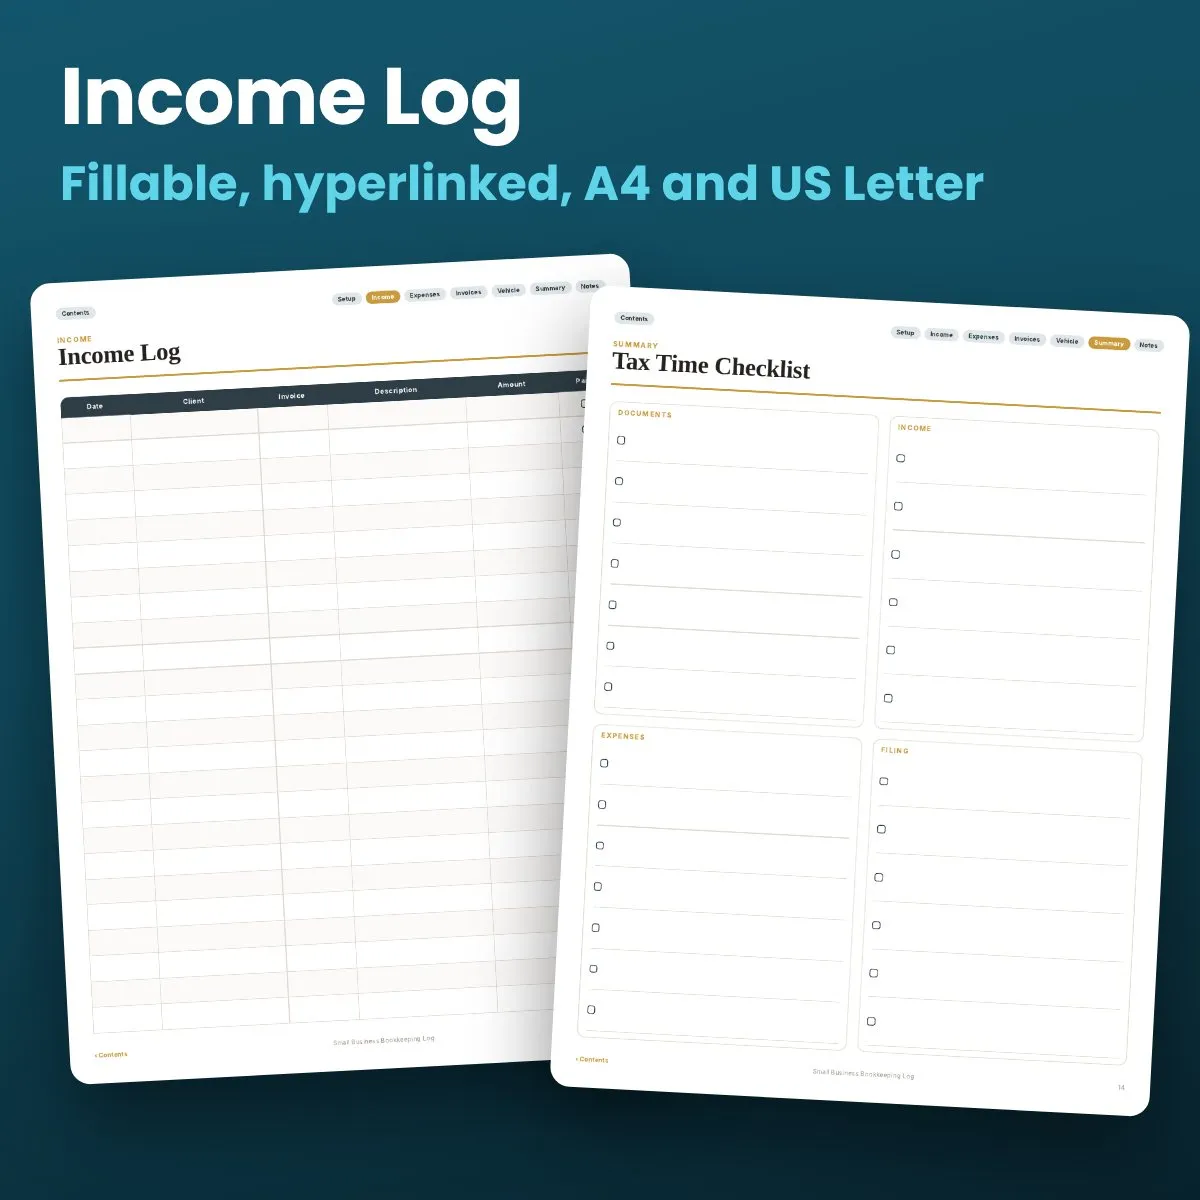 Income Log
Fillable, hyperlinked, A4 and US Letter
Contents
Setup Income Expenses Invoices Vehicle Summary Notes
INCOME
Income Log
Date Client Invoice Description Amount
‹ Contents
Small Business Bookkeeping Log
Contents
Setup Income Expenses Invoices Vehicle Summary Notes
SUMMARY
Tax Time Checklist
DOCUMENTS
INCOME
EXPENSES
FILING
‹ Contents
Small Business Bookkeeping Log
14